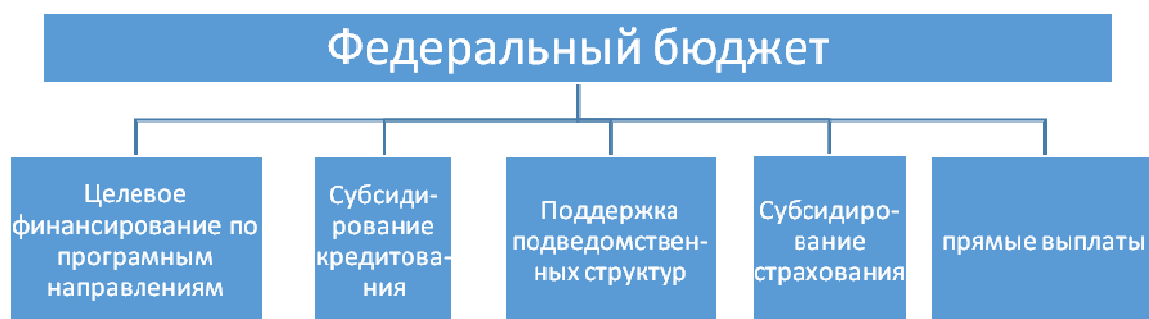 Федеральный бюджет
Целевое
финансирование по
програмным
направлениям
Субсиди-
рование
кредитова-
ния
Поддержка
подведомствен-
ных структур
Субсидиро-
вание
страхования
прямые выплаты